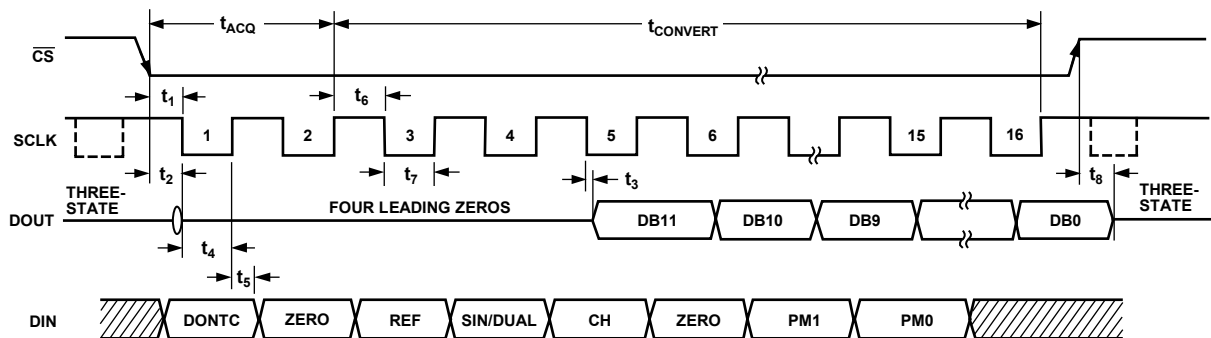 tACQ tCONVERT
CS
t1 t6
SCLK 1 2 3 4 5 6 15 16
t2 t7 t3 t8
THREE-
STATE
DOUT FOUR LEADING ZEROS DB11 DB10 DB9 DB0
THREE-
STATE
t4
t5
DIN DONTC ZERO REF SIN/DUAL CH ZERO PM1 PM0